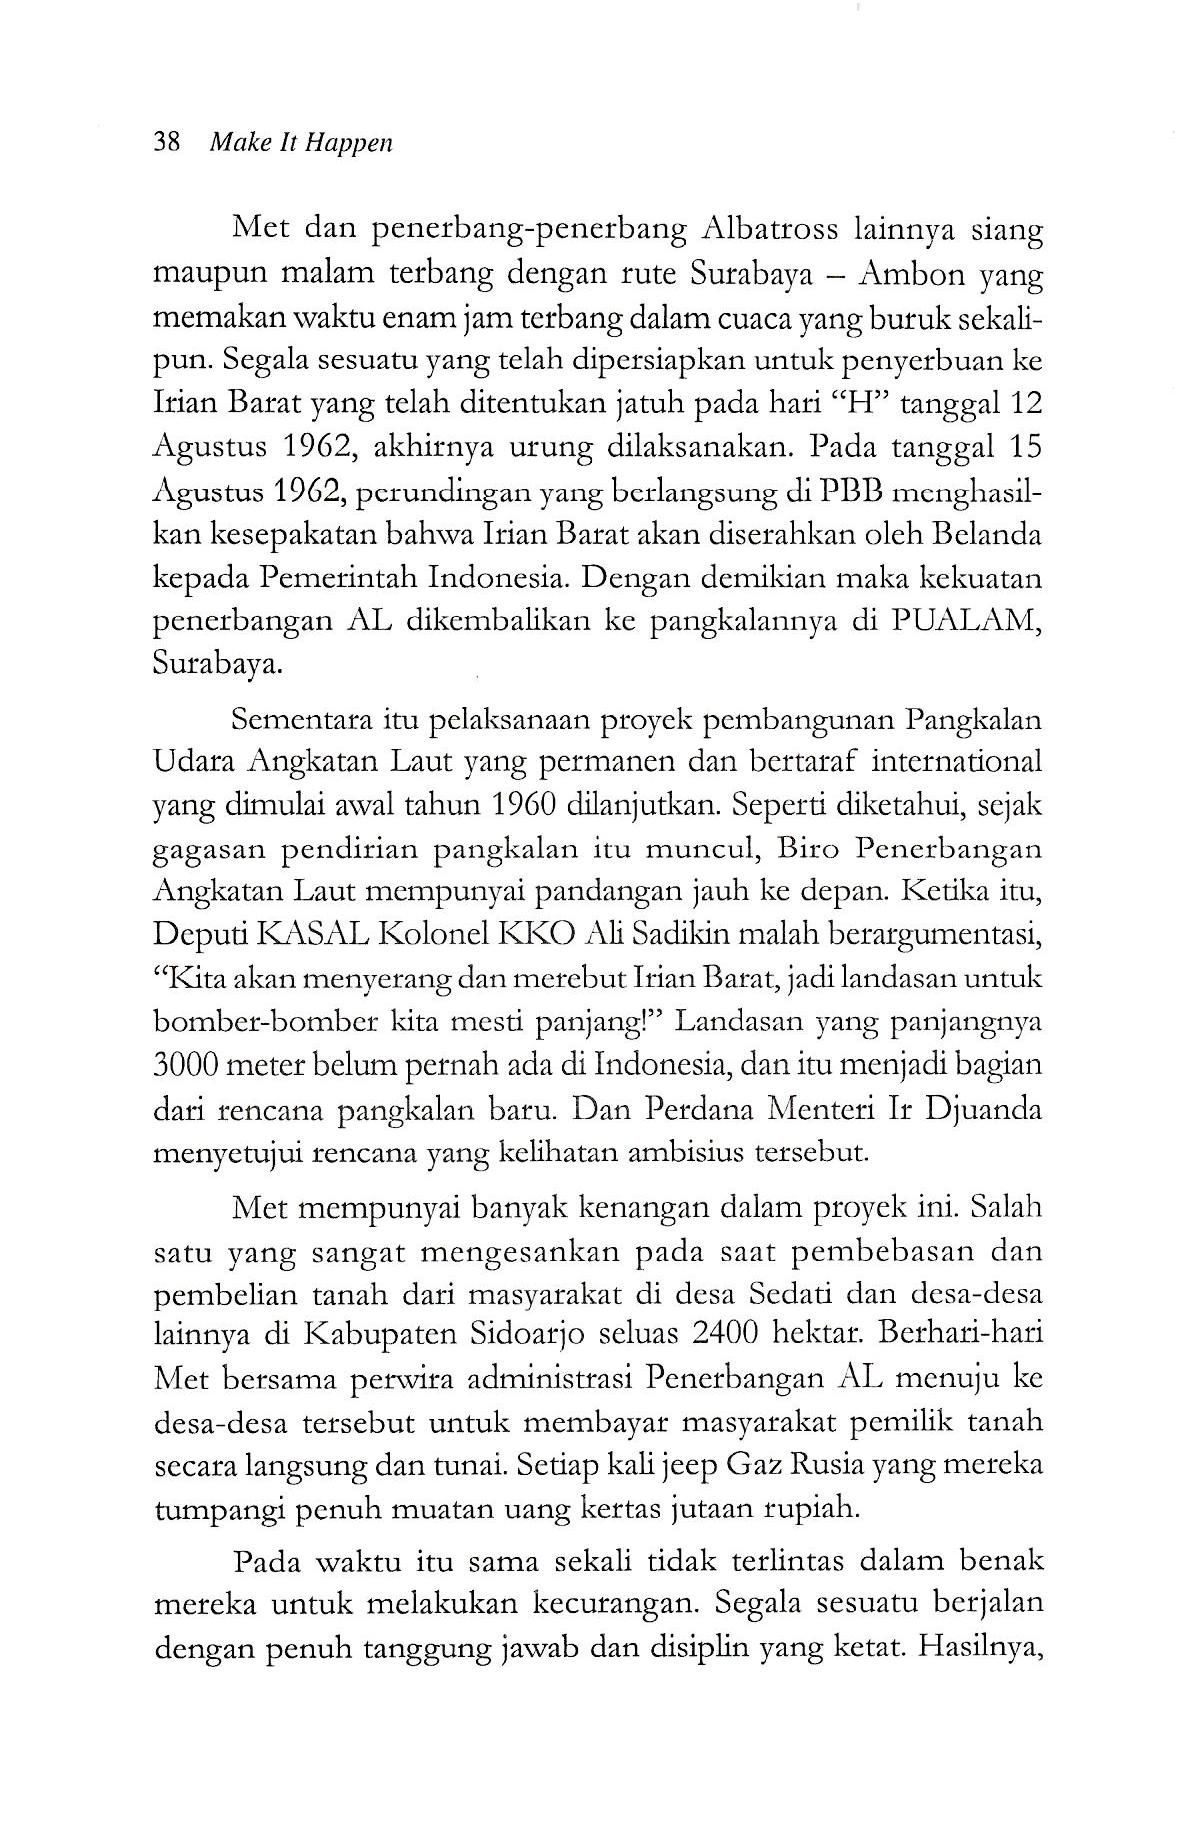 38 Make It Happen
Met dan penerbang-penerbang Albatross lainnya siang
maupun malam terbang dengan rute Surabaya – Ambon yang
memakan waktu enam jam terbang dalam cuaca yang buruk sekali-
pun. Segala sesuatu yang telah dipersiapkan untuk penyerbuan ke
Irian Barat yang telah ditentukan jatuh pada hari “H” tanggal 12
Agustus 1962, akhirnya urung dilaksanakan. Pada tanggal 15
Agustus 1962, perundingan yang berlangsung di PBB menghasil-
kan kesepakatan bahwa Irian Barat akan diserahkan oleh Belanda
kepada Pemerintah Indonesia. Dengan demikian maka kekuatan
penerbangan AL dikembalikan ke pangkalannya di PUALAM,
Surabaya.
Sementara itu pelaksanaan proyek pembangunan Pangkalan
Udara Angkatan Laut yang permanen dan bertaraf international
yang dimulai awal tahun 1960 dilanjutkan. Seperti diketahui, sejak
gagasan pendirian pangkalan itu muncul, Biro Penerbangan
Angkatan Laut mempunyai pandangan jauh ke depan. Ketika itu,
Deputi KASAL Kolonel KKO Ali Sadikin malah berargumentasi,
“Kita akan menyerang dan merebut Irian Barat, jadi landasan untuk
bomber-bomber kita mesti panjang!” Landasan yang panjangnya
3000 meter belum pernah ada di Indonesia, dan itu menjadi bagian
dari rencana pangkalan baru. Dan Perdana Menteri Ir Djuanda
menyetujui rencana yang kelihatan ambisius tersebut.
Met mempunyai banyak kenangan dalam proyek ini. Salah
satu yang sangat mengesankan pada saat pembebasan dan
pembelian tanah dari masyarakat di desa Sedati dan desa-desa
lainnya di Kabupaten Sidoarjo seluas 2400 hektar. Berhari-hari
Met bersama perwira administrasi Penerbangan AL menuju ke
desa-desa tersebut untuk membayar masyarakat pemilik tanah
secara langsung dan tunai. Setiap kali jeep Gaz Rusia yang mereka
tumpangi penuh muatan uang kertas jutaan rupiah.
Pada waktu itu sama sekali tidak terlintas dalam benak
mereka untuk melakukan kecurangan. Segala sesuatu berjalan
dengan penuh tanggung jawab dan disiplin yang ketat. Hasilnya,